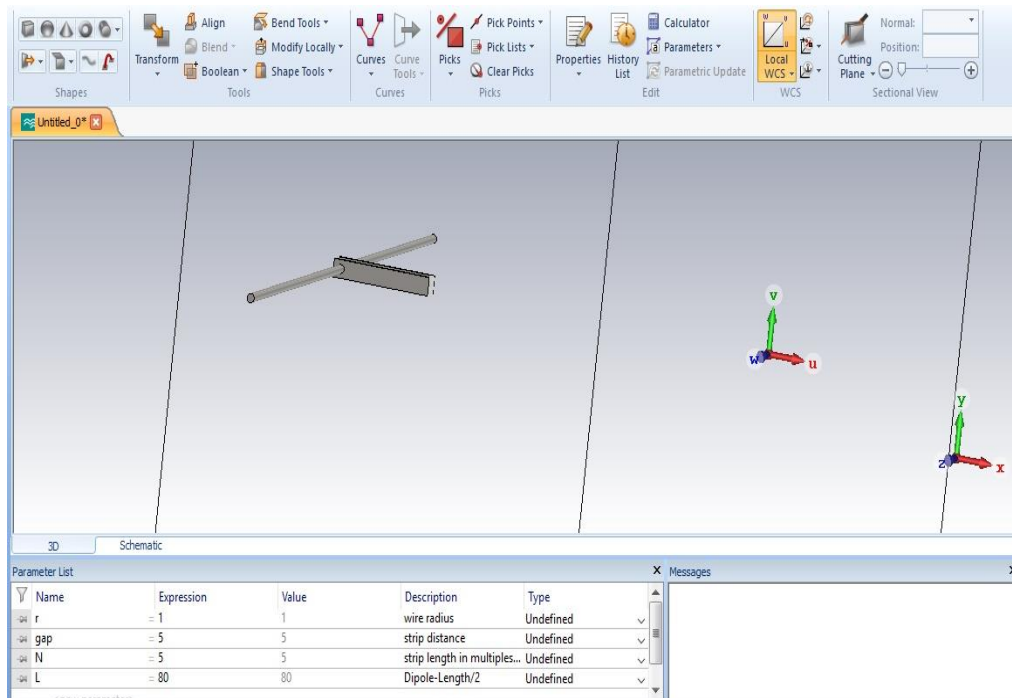 Align
Bend Tools
Pick Points
Calculator
Normal:
Blend
Modify Locally
Pick Lists
Parameters
Position:
Transform
Boolean
Shape Tools
Curves
Curve Tools
Picks
Clear Picks
Properties
History List
Parametric Update
Local WCS
Cutting Plane
Shapes
Tools
Curves
Picks
Edit
WCS
Sectional View
Untitled_0*
v
w
u
y
z
x
3D
Schematic
Parameter List
x
Messages
Name Expression Value Description Type
r = 1 1 wire radius Undefined
gap = 5 5 strip distance Undefined
N = 5 5 strip length in multiples... Undefined
L = 80 80 Dipole-Length/2 Undefined